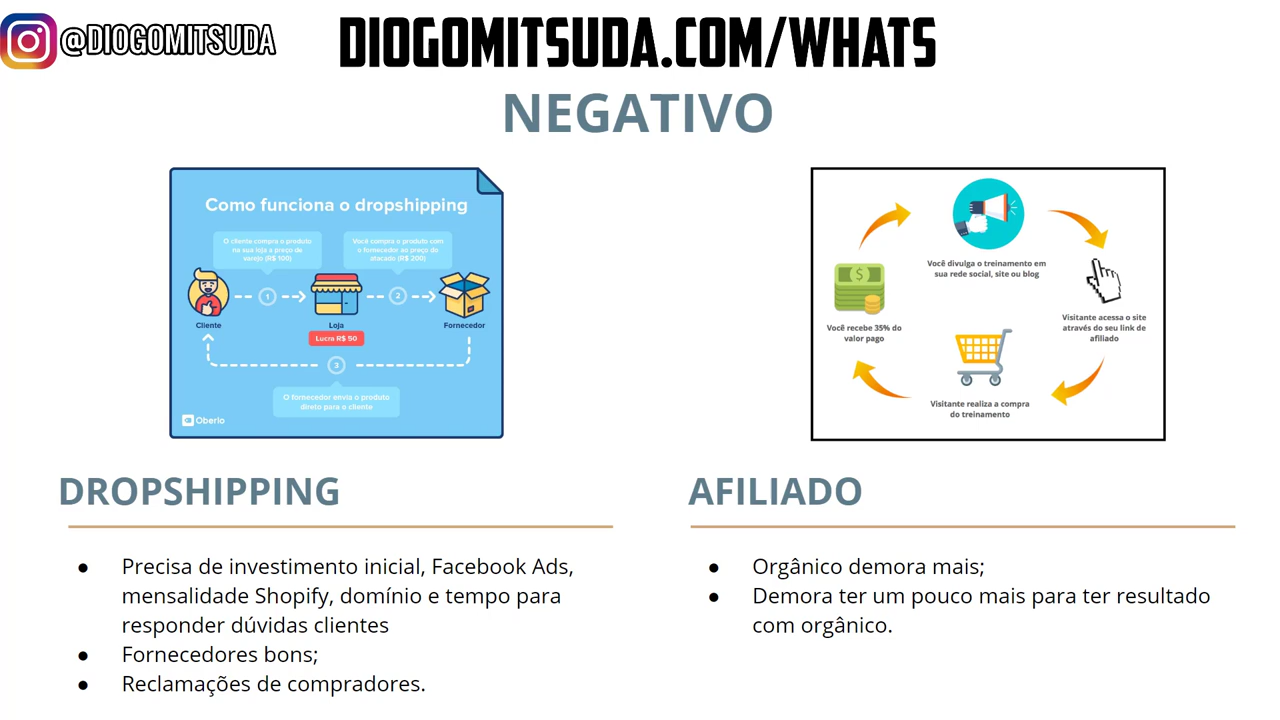 @DIOGOMITSUDA
DIOGOMITSUDA.COM/WHATS
NEGATIVO
Como funciona o dropshipping
O cliente compra o produto
na sua loja a preço de
varejo (R$ 100)
Você compra o produto com
o fornecedor ao preço do
atacado (R$ 200)
1
2
Cliente
Loja
Fornecedor
Lucra R$ 50
3
O fornecedor envia o produto
direto para o cliente
Oberlo
Você divulga o treinamento em
sua rede social, site ou blog
Visitante acessa o site
através do seu link de
afiliado
Visitante realiza a compra
do treinamento
Você recebe 35% do
valor pago
$
DROPSHIPPING
● Precisa de investimento inicial, Facebook Ads,
mensalidade Shopify, domínio e tempo para
responder dúvidas clientes
● Fornecedores bons;
● Reclamações de compradores.
AFILIADO
● Orgânico demora mais;
● Demora ter um pouco mais para ter resultado
com orgânico.